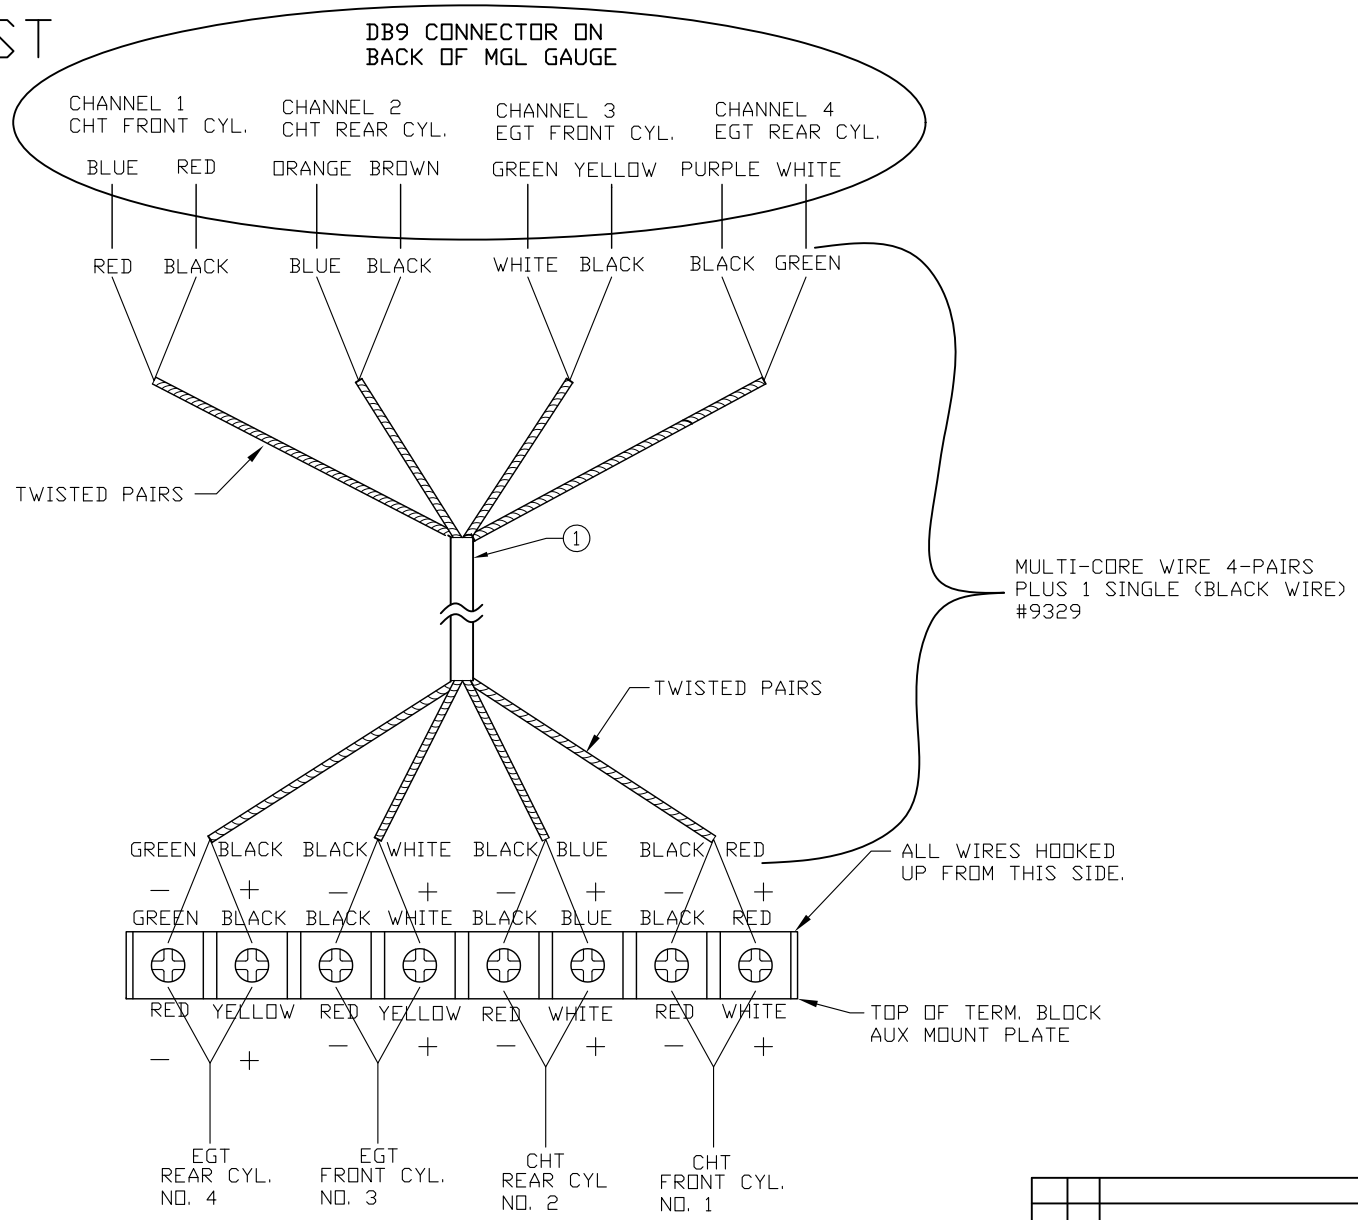 ST
DB9 CONNECTOR ON
BACK OF MGL GAUGE
CHANNEL 1
CHT FRONT CYL.
CHANNEL 2
CHT REAR CYL.
CHANNEL 3
EGT FRONT CYL.
CHANNEL 4
EGT REAR CYL.
BLUE RED ORANGE BROWN GREEN YELLOW PURPLE WHITE
RED BLACK BLUE BLACK WHITE BLACK BLACK GREEN
TWISTED PAIRS
1
MULTI-CORE WIRE 4-PAIRS
PLUS 1 SINGLE (BLACK WIRE)
#9329
TWISTED PAIRS
GREEN BLACK BLACK WHITE BLACK BLUE BLACK RED
- + - + - + - +
ALL WIRES HOOKED
UP FROM THIS SIDE.
GREEN BLACK BLACK WHITE BLACK BLUE BLACK RED
RED YELLOW RED YELLOW RED WHITE RED WHITE
- + - + - + - +
TOP OF TERM. BLOCK
AUX MOUNT PLATE
EGT
REAR CYL.
NO. 4
EGT
FRONT CYL.
NO. 3
CHT
REAR CYL
NO. 2
CHT
FRONT CYL.
NO. 1